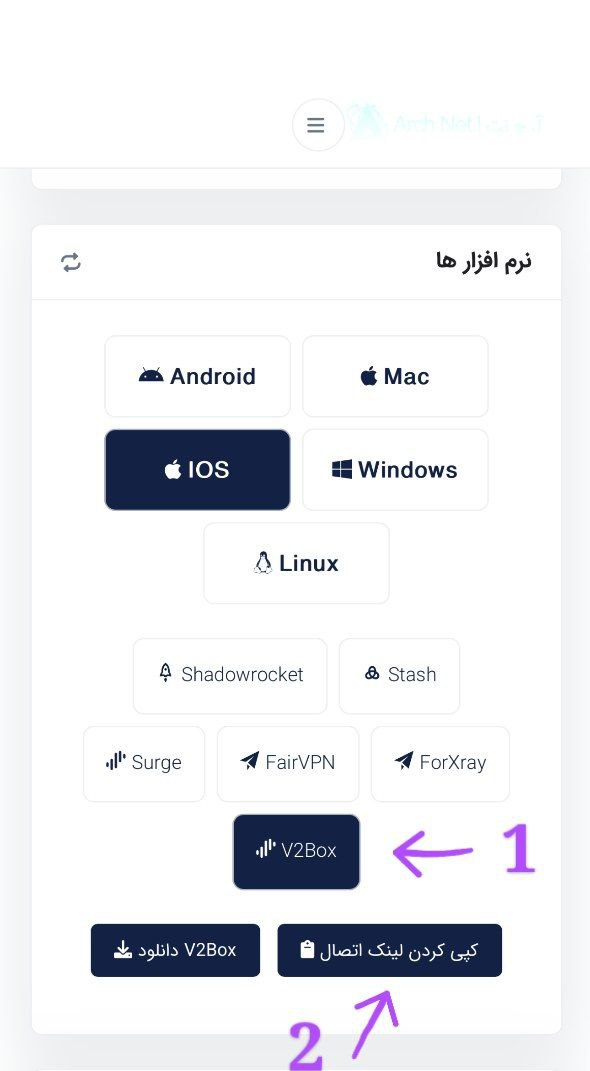 Arch Net | آرچ نت
نرم افزار ها
Android
Mac
IOS
Windows
Linux
Shadowrocket
Stash
Surge
FairVPN
ForXray
V2Box
1
دانلود V2Box
کپی کردن لینک اتصال
2